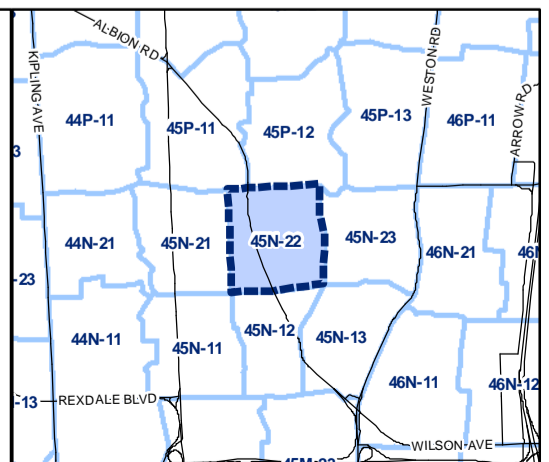 ALBION RD
KIPLING AVE
WESTON RD
ARROW RD
44P-11
45P-11
45P-12
45P-13
46P-11
3
44N-21
45N-21
45N-22
45N-23
46N-21
-23
44N-11
45N-11
45N-12
45N-13
46N-11
46N-12
-13
REXDALE BLVD
WILSON AVE